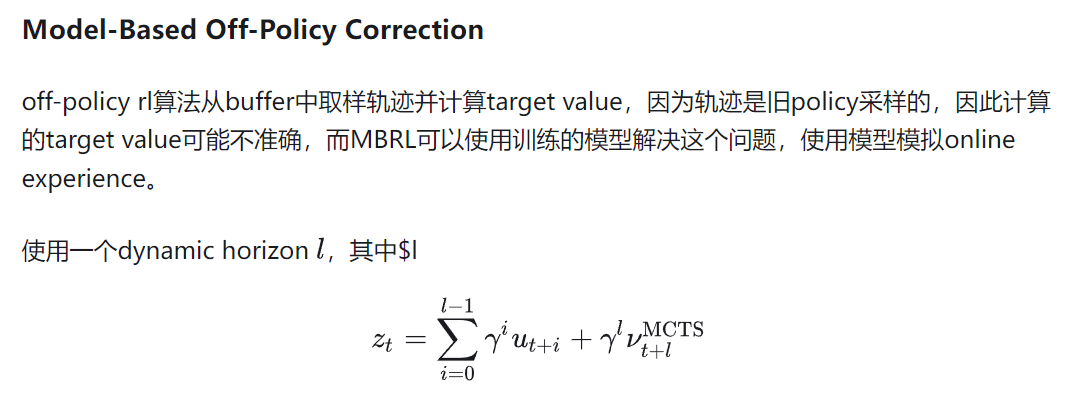 Model-Based Off-Policy Correction
off-policy rl算法从buffer中取样轨迹并计算target value，因为轨迹是旧policy采样的，因此计算
的target value可能不准确，而MBRL可以使用训练的模型解决这个问题，使用模型模拟online
experience。
使用一个dynamic horizon l，其中$l
z_t = \sum_{i=0}^{l-1} \gamma^i u_{t+i} + \gamma^l \nu_{t+l}^{\text{MCTS}}